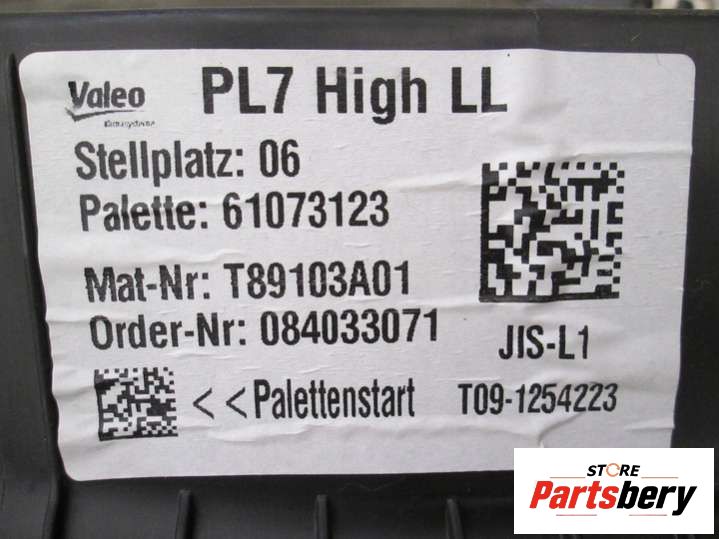 Valeo
PL7 High LL
Stellplatz: 06
Palette: 61073123
Mat-Nr: T89103A01
Order-Nr: 084033071
JIS-L1
<<Palettenstart
T09-1254223
STORE
Partsbery